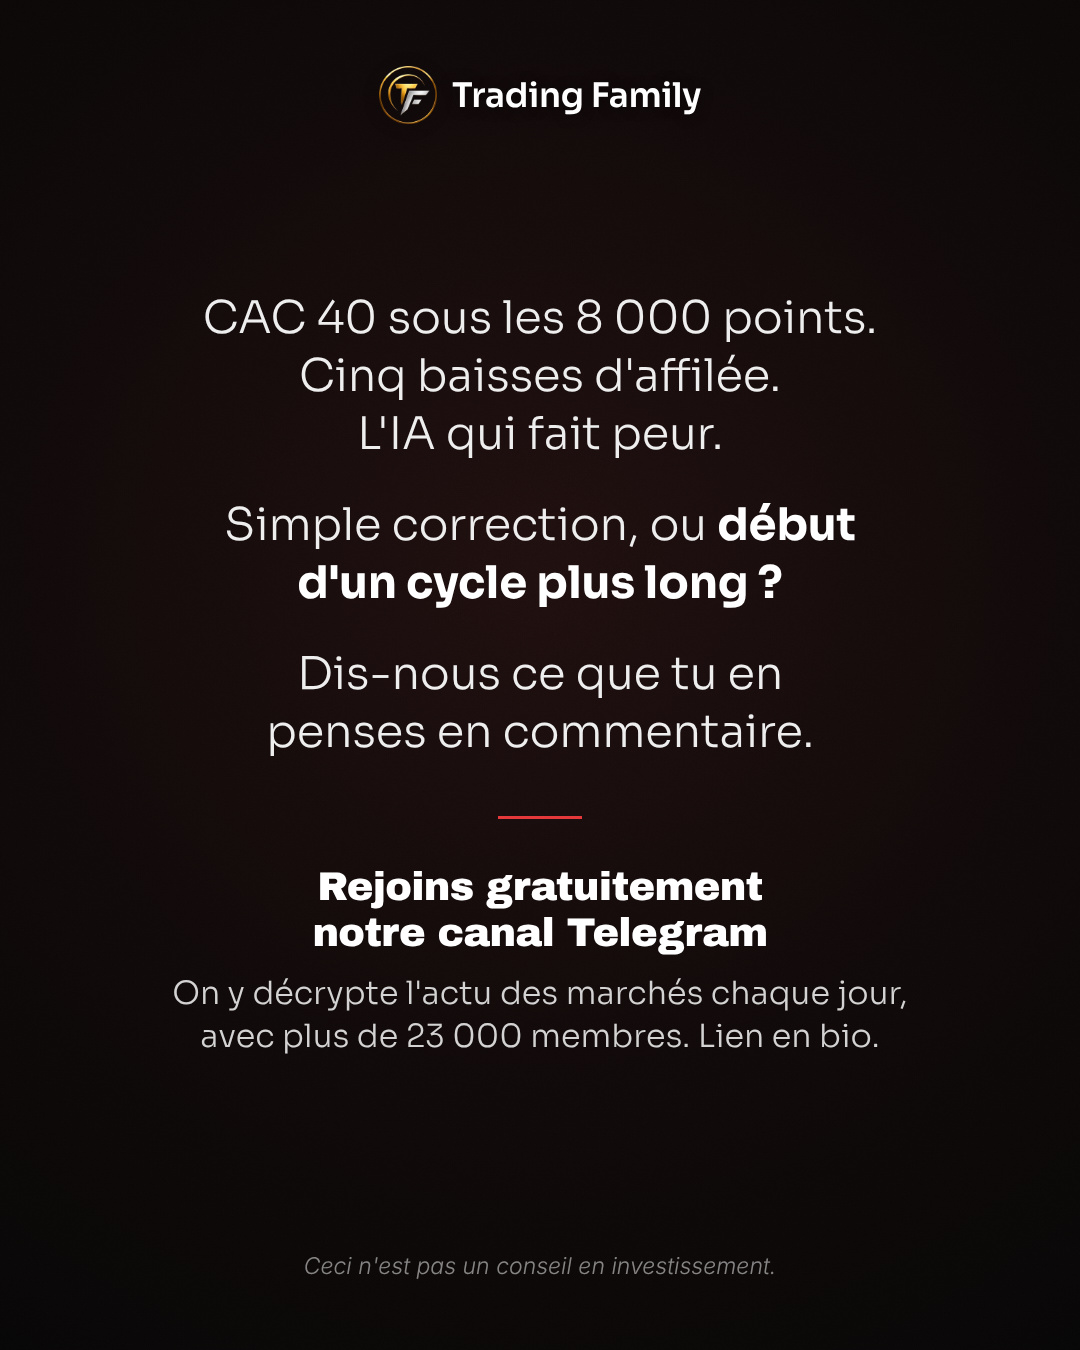 TF Trading Family
CAC 40 sous les 8 000 points.
Cinq baisses d'affilée.
L'IA qui fait peur.
Simple correction, ou début
d'un cycle plus long ?
Dis-nous ce que tu en
penses en commentaire.
Rejoins gratuitement
notre canal Telegram
On y décrypte l'actu des marchés chaque jour,
avec plus de 23 000 membres. Lien en bio.
Ceci n'est pas un conseil en investissement.